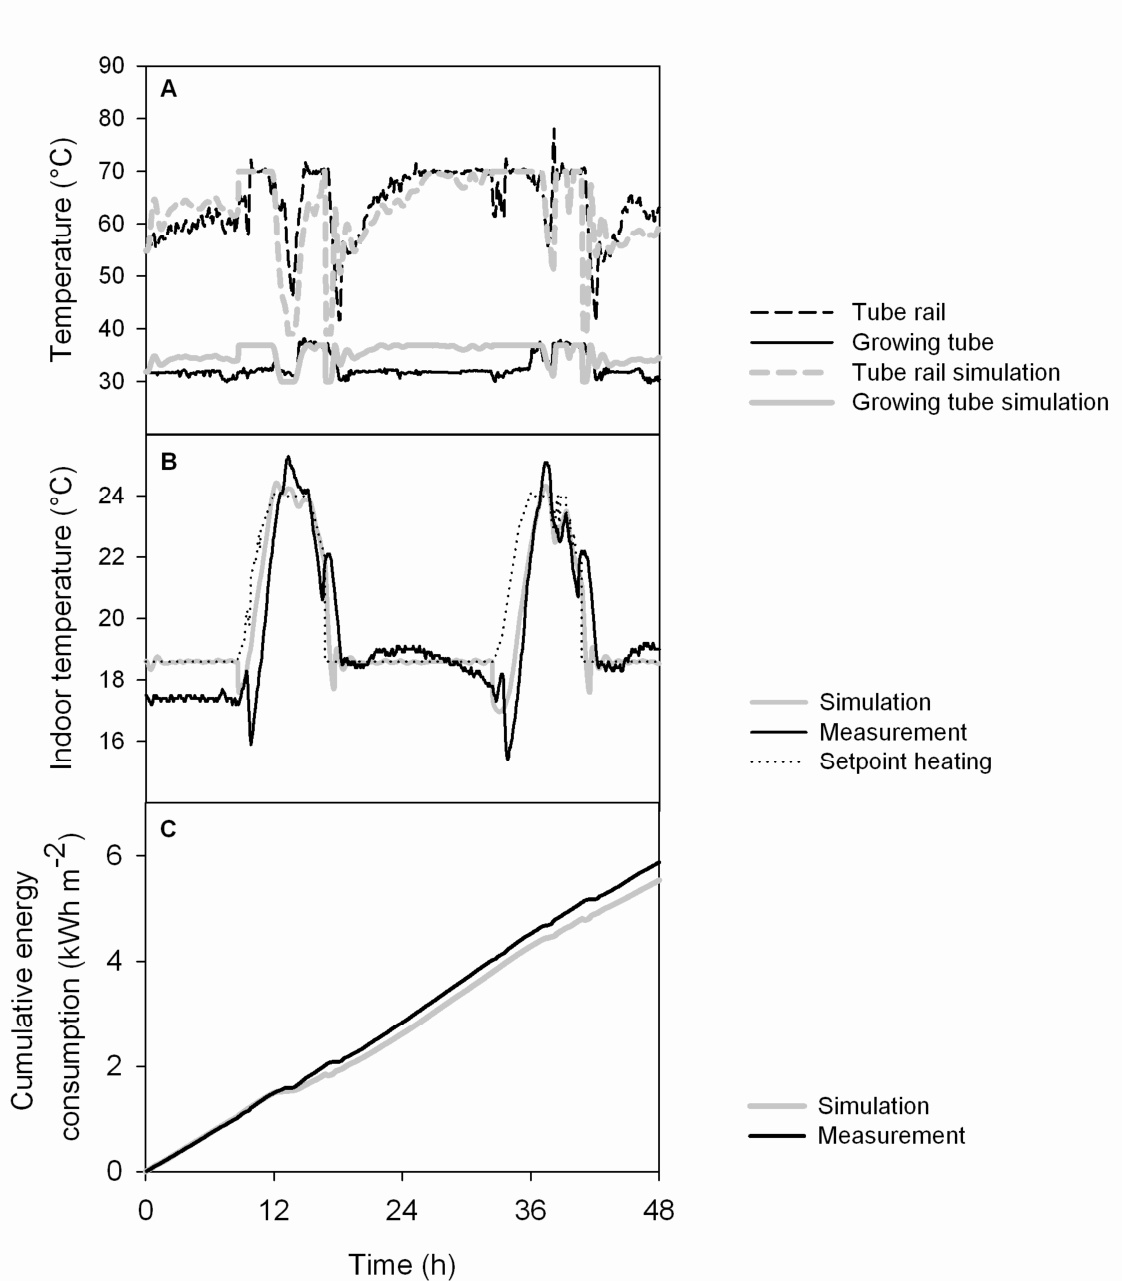 90
A
80
70
60
50
40
30
Temperature (°C)
Tube rail
Growing tube
Tube rail simulation
Growing tube simulation
B
24
22
20
18
16
Indoor temperature (°C)
Simulation
Measurement
Setpoint heating
C
6
4
2
0
Cumulative energy
consumption (kWh m-2)
Simulation
Measurement
0 12 24 36 48
Time (h)